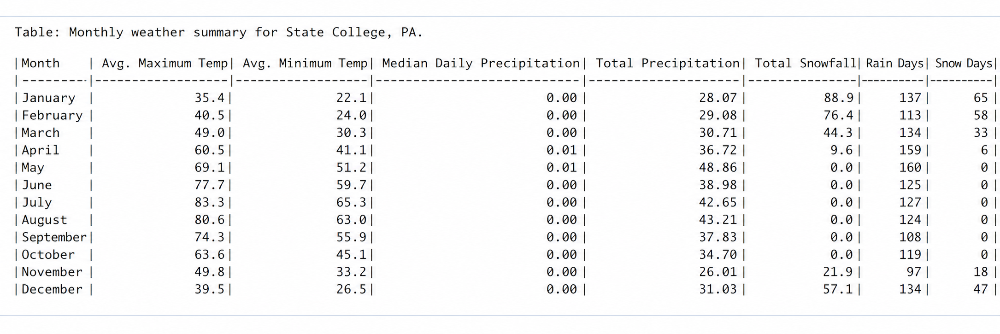 Table: Monthly weather summary for State College, PA.
|Month    | Avg. Maximum Temp| Avg. Minimum Temp| Median Daily Precipitation| Total Precipitation| Total Snowfall| Rain Days| Snow Days|
|---------|------------------|------------------|---------------------------|--------------------|---------------|----------|----------|
|January  | 35.4| 22.1| 0.00| 28.07| 88.9| 137| 65|
|February | 40.5| 24.0| 0.00| 29.08| 76.4| 113| 58|
|March    | 49.0| 30.3| 0.00| 30.71| 44.3| 134| 33|
|April    | 60.5| 41.1| 0.01| 36.72| 9.6| 159| 6|
|May      | 69.1| 51.2| 0.01| 48.86| 0.0| 160| 0|
|June     | 77.7| 59.7| 0.00| 38.98| 0.0| 125| 0|
|July     | 83.3| 65.3| 0.00| 42.65| 0.0| 127| 0|
|August   | 80.6| 63.0| 0.00| 43.21| 0.0| 124| 0|
|September| 74.3| 55.9| 0.00| 37.83| 0.0| 108| 0|
|October  | 63.6| 45.1| 0.00| 34.70| 0.0| 119| 0|
|November | 49.8| 33.2| 0.00| 26.01| 21.9| 97| 18|
|December | 39.5| 26.5| 0.00| 31.03| 57.1| 134| 47|